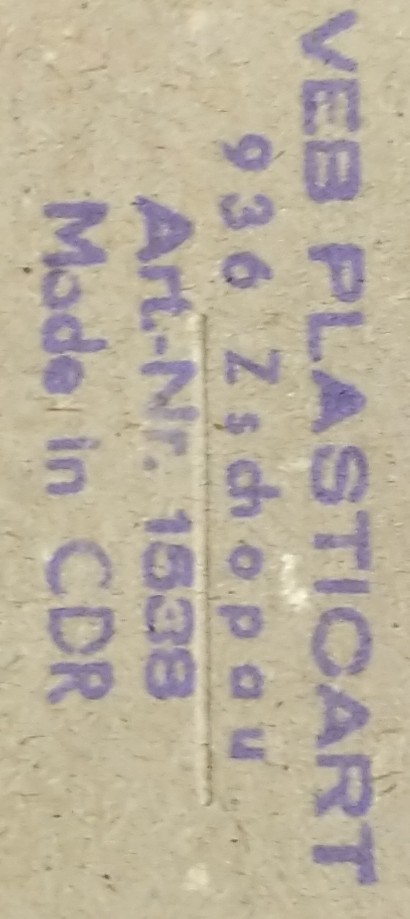 VEB PLASTICART
936 Zschopau
Art.-Nr. 1538
Made in GDR